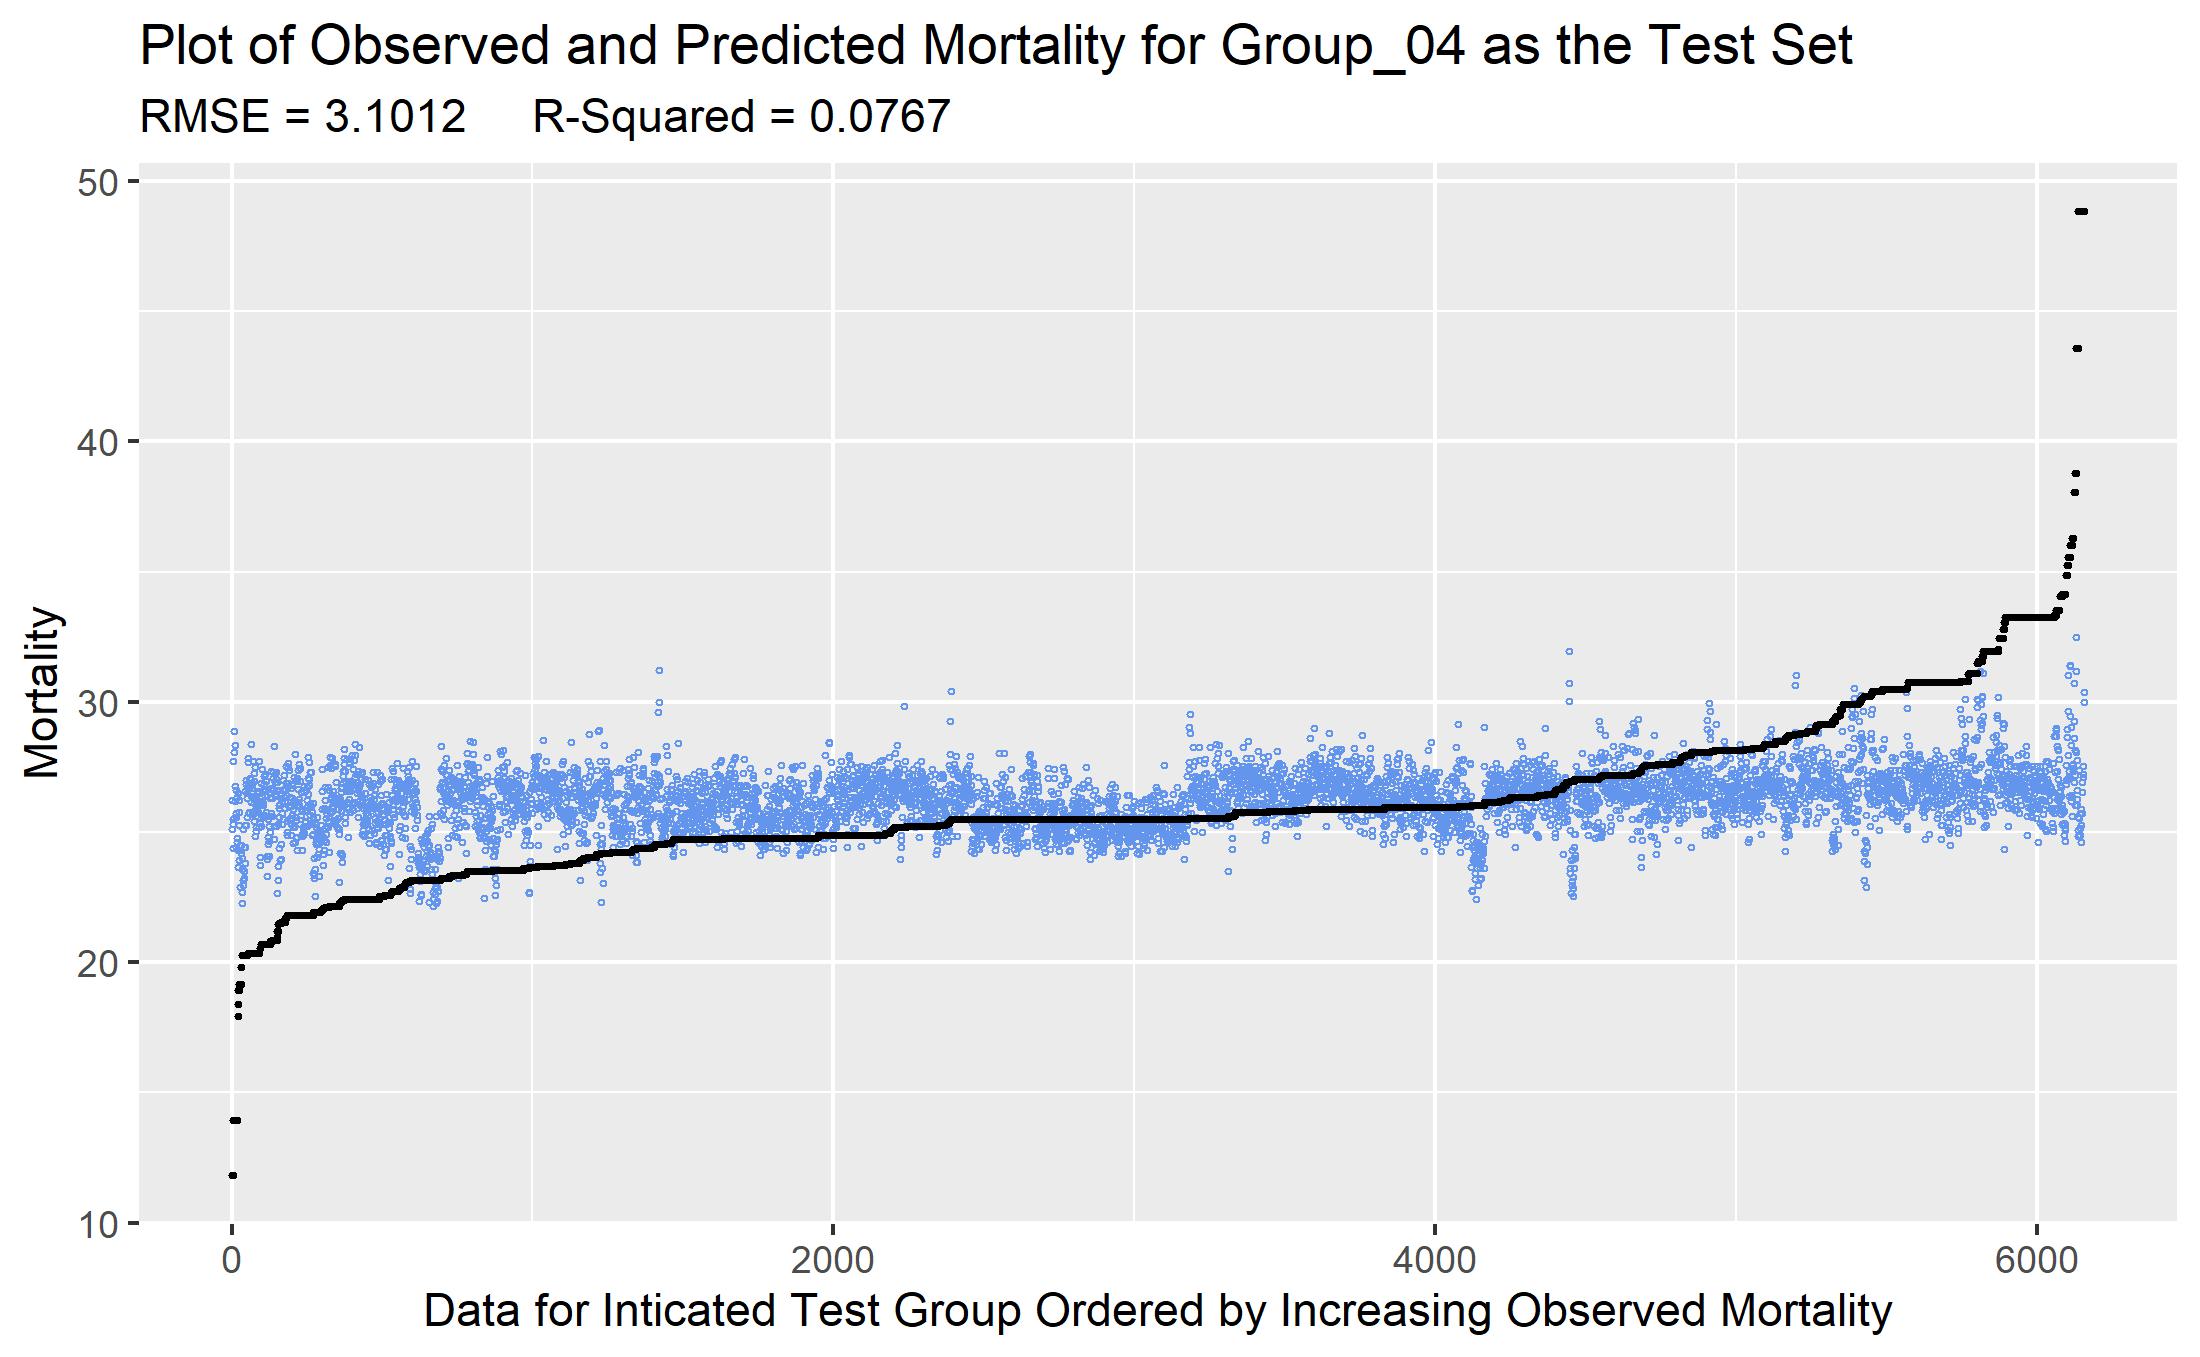 Plot of Observed and Predicted Mortality for Group_04 as the Test Set
RMSE = 3.1012 R-Squared = 0.0767
50
40
30
20
10
Mortality
0 2000 4000 6000
Data for Inticated Test Group Ordered by Increasing Observed Mortality